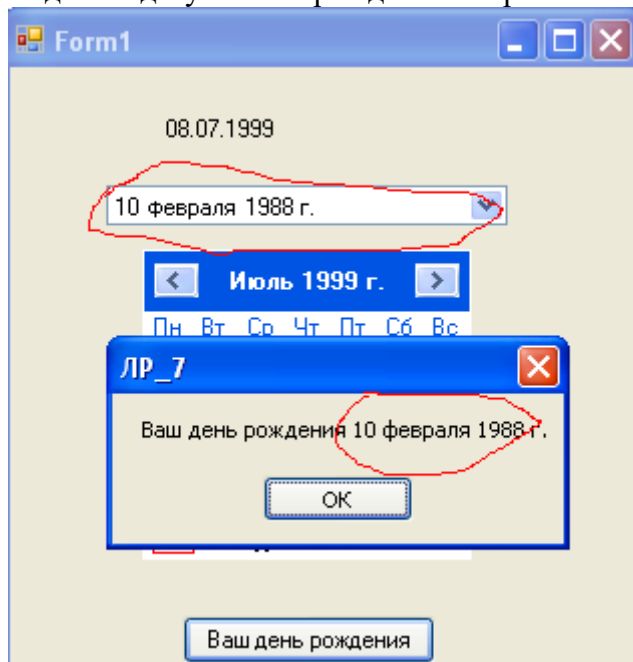 Form1
08.07.1999
10 февраля 1988 г.
Июль 1999 г.
Пн Вт Ср Чт Пт Сб Вс
ЛР_7
Ваш день рождения 10 февраля 1988 г.
ОК
Ваш день рождения